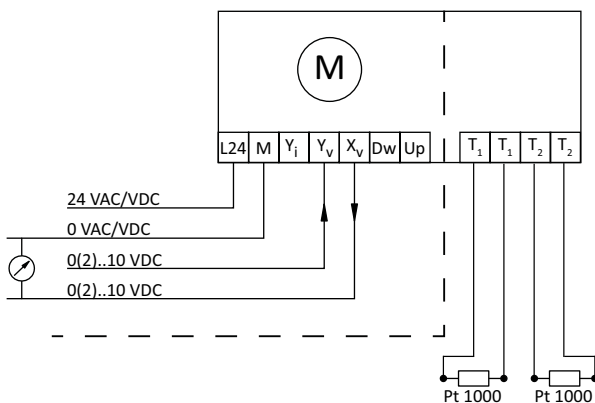 M
L24 M Yi Yv Xv Dw Up T1 T1 T2 T2
24 VAC/VDC
0 VAC/VDC
0(2)..10 VDC
0(2)..10 VDC
Pt 1000 Pt 1000